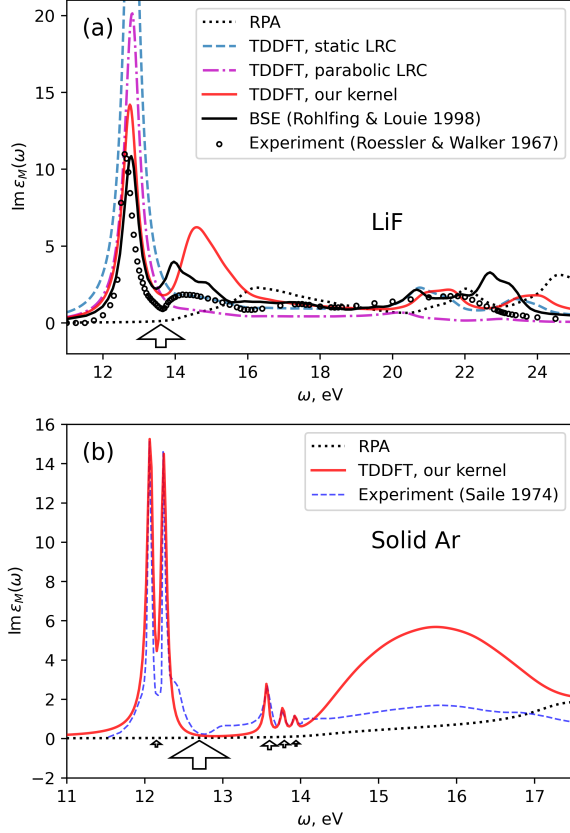 (a)
RPA
TDDFT, static LRC
TDDFT, parabolic LRC
TDDFT, our kernel
BSE (Rohlfing & Louie 1998)
Experiment (Roessler & Walker 1967)
LiF
20
15
10
5
0
Im ε_M(ω)
12 14 16 18 20 22 24
ω, eV
(b)
RPA
TDDFT, our kernel
Experiment (Saile 1974)
Solid Ar
16
14
12
10
8
6
4
2
0
−2
Im ε_M(ω)
11 12 13 14 15 16 17
ω, eV